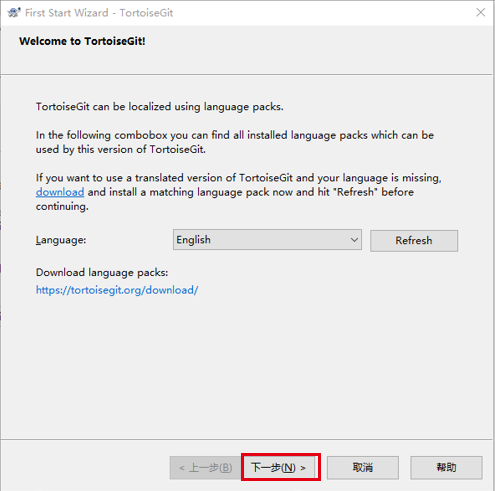 First Start Wizard - TortoiseGit
Welcome to TortoiseGit!
TortoiseGit can be localized using language packs.
In the following combobox you can find all installed language packs which can be
used by this version of TortoiseGit.
If you want to use a translated version of TortoiseGit and your language is missing,
download and install a matching language pack now and hit "Refresh" before
continuing.
Language: English Refresh
Download language packs:
https://tortoisegit.org/download/
< 上一步(B) 下一步(N) > 取消 帮助